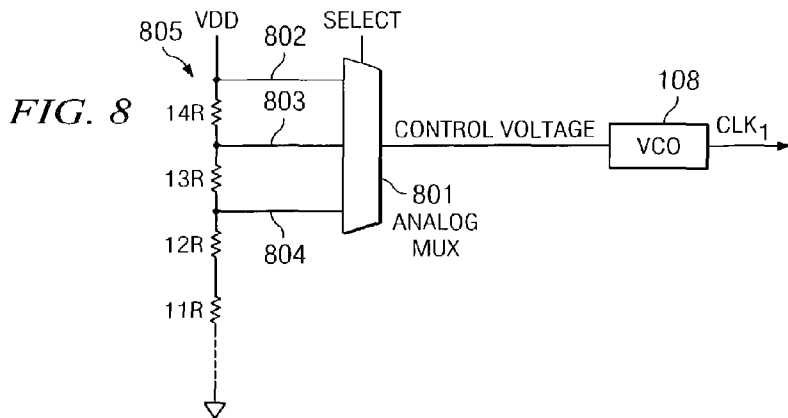 VDD
SELECT
805
802
108
FIG. 8
14R
803
CONTROL VOLTAGE
VCO
CLK1
13R
801
ANALOG
MUX
804
12R
11R